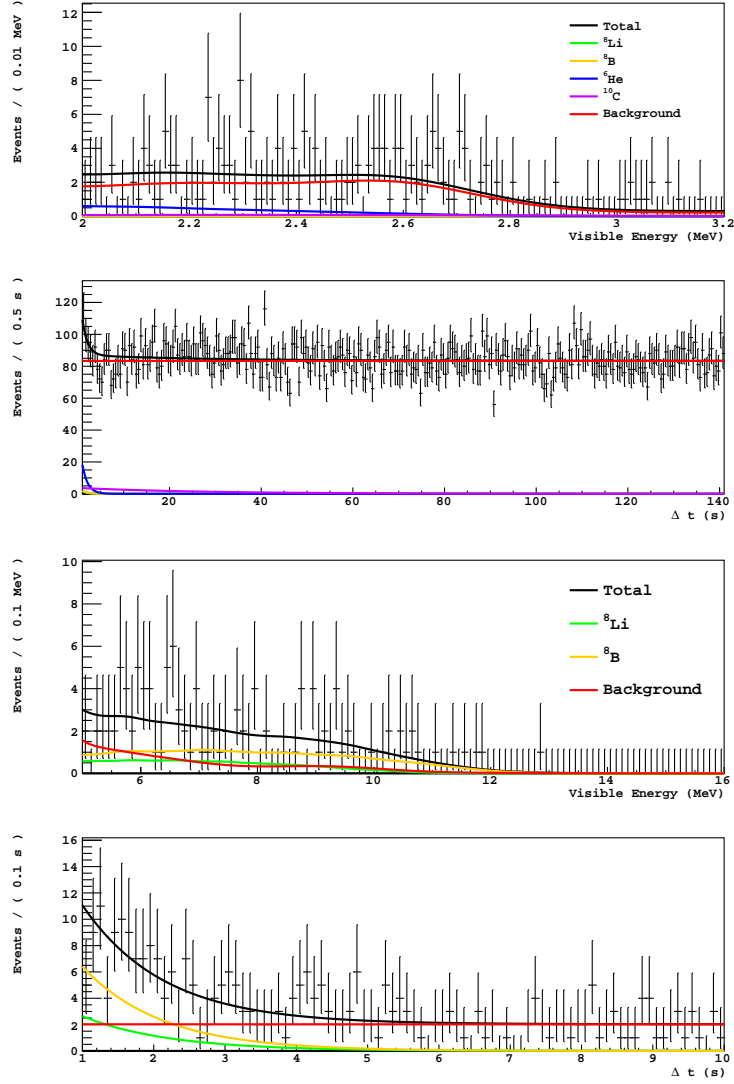 12
10
8
6
4
2
0
Events / ( 0.01 MeV )
Total
⁸Li
⁸B
⁶He
¹⁰C
Background
2 2.2 2.4 2.6 2.8 3 3.2
Visible Energy (MeV)
120
100
80
60
40
20
0
Events / ( 0.5 s )
20 40 60 80 100 120 140
Δ t (s)
10
8
6
4
2
0
Events / ( 0.1 MeV )
Total
⁸Li
⁸B
Background
6 8 10 12 14 16
Visible Energy (MeV)
16
14
12
10
8
6
4
2
0
Events / ( 0.1 s )
1 2 3 4 5 6 7 8 9 10
Δ t (s)